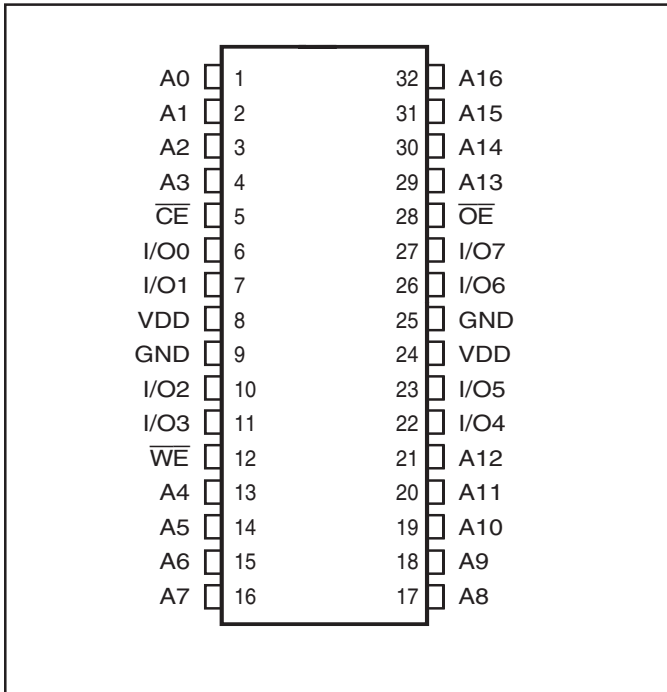 A0 1 32 A16
A1 2 31 A15
A2 3 30 A14
A3 4 29 A13
C̅E̅ 5 28 O̅E̅
I/O0 6 27 I/O7
I/O1 7 26 I/O6
VDD 8 25 GND
GND 9 24 VDD
I/O2 10 23 I/O5
I/O3 11 22 I/O4
W̅E̅ 12 21 A12
A4 13 20 A11
A5 14 19 A10
A6 15 18 A9
A7 16 17 A8